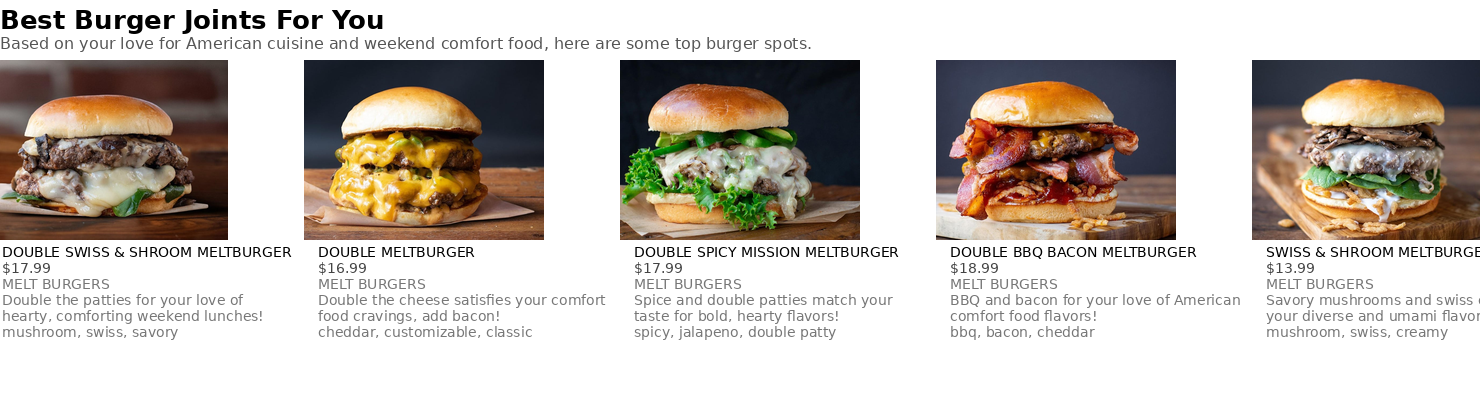 Best Burger Joints For You
Based on your love for American cuisine and weekend comfort food, here are some top burger spots.
DOUBLE SWISS & SHROOM MELTBURGER
$17.99
MELT BURGERS
Double the patties for your love of
hearty, comforting weekend lunches!
mushroom, swiss, savory
DOUBLE MELTBURGER
$16.99
MELT BURGERS
Double the cheese satisfies your comfort
food cravings, add bacon!
cheddar, customizable, classic
DOUBLE SPICY MISSION MELTBURGER
$17.99
MELT BURGERS
Spice and double patties match your
taste for bold, hearty flavors!
spicy, jalapeno, double patty
DOUBLE BBQ BACON MELTBURGER
$18.99
MELT BURGERS
BBQ and bacon for your love of American
comfort food flavors!
bbq, bacon, cheddar
SWISS & SHROOM
$13.99
MELT BURGERS
Savory mushrooms and swiss
your diverse and umami
mushroom, swiss, creamy